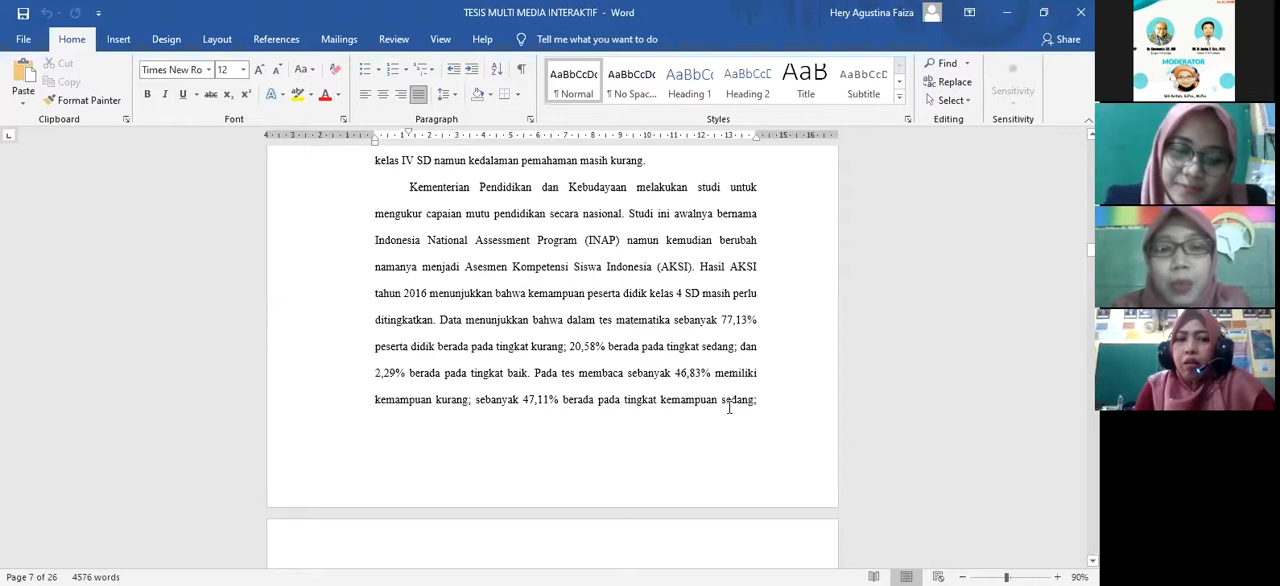 TESIS MULTI MEDIA INTERAKTIF - Word
Hery Agustina Faiza
File Home Insert Design Layout References Mailings Review View Help Tell me what you want to do Share
Paste
Cut
Copy
Format Painter
Clipboard
Times New Ro 12
Font
Paragraph
AaBbCcDc AaBbCcDc AaBbCc AaBbCcD AaB AaBbCcD
¶ Normal ¶ No Spac... Heading 1 Heading 2 Title Subtitle
Styles
Find
Replace
Select
Editing
Sensitivity
Sensitivity
kelas IV SD namun kedalaman pemahaman masih kurang.
Kementerian Pendidikan dan Kebudayaan melakukan studi untuk
mengukur capaian mutu pendidikan secara nasional. Studi ini awalnya bernama
Indonesia National Assessment Program (INAP) namun kemudian berubah
namanya menjadi Asesmen Kompetensi Siswa Indonesia (AKSI). Hasil AKSI
tahun 2016 menunjukkan bahwa kemampuan peserta didik kelas 4 SD masih perlu
ditingkatkan. Data menunjukkan bahwa dalam tes matematika sebanyak 77,13%
peserta didik berada pada tingkat kurang; 20,58% berada pada tingkat sedang; dan
2,29% berada pada tingkat baik. Pada tes membaca sebanyak 46,83% memiliki
kemampuan kurang; sebanyak 47,11% berada pada tingkat kemampuan sedang;
Page 7 of 26 4576 words
90%
MODERATOR